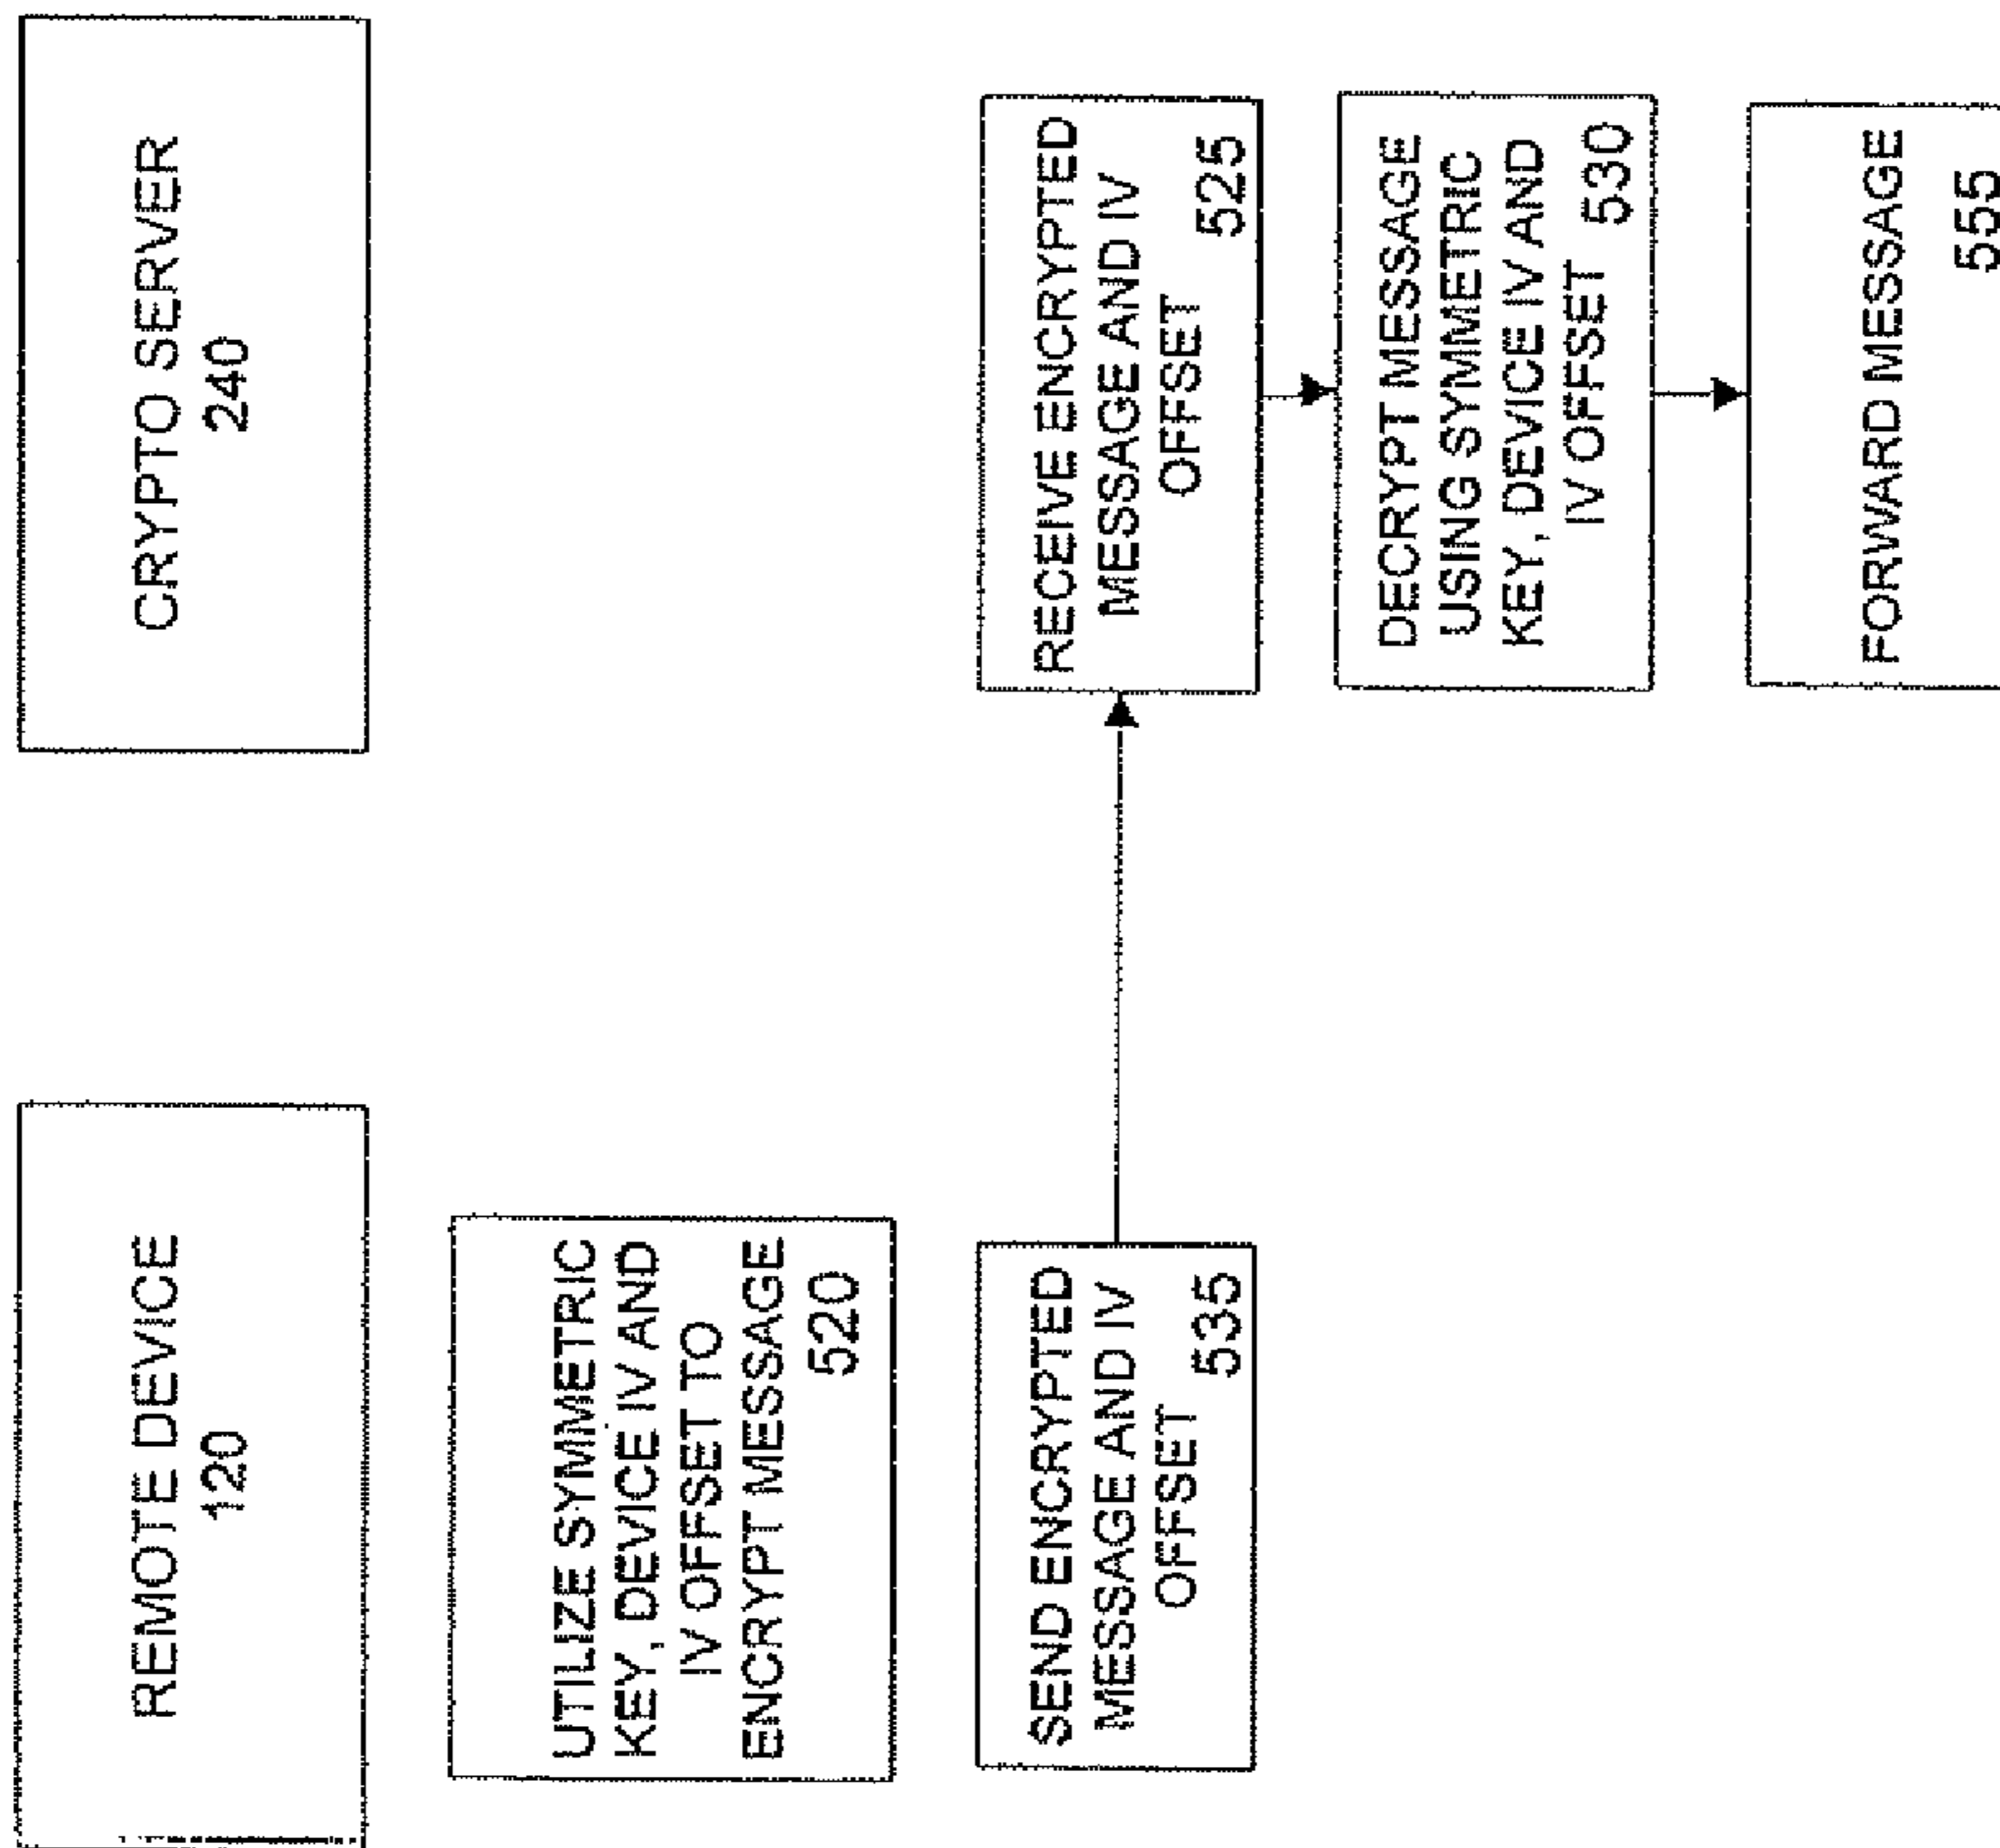 REMOTE DEVICE
120
CRYPTO SERVER
240
UTILIZE SYMMETRIC
KEY, DEVICE IV AND
IV OFFSET TO
ENCRYPT MESSAGE
520
SEND ENCRYPTED
MESSAGE AND IV
OFFSET
535
RECEIVE ENCRYPTED
MESSAGE AND IV
OFFSET
525
DECRYPT MESSAGE
USING SYMMETRIC
KEY, DEVICE IV AND
IV OFFSET 530
FORWARD MESSAGE
555